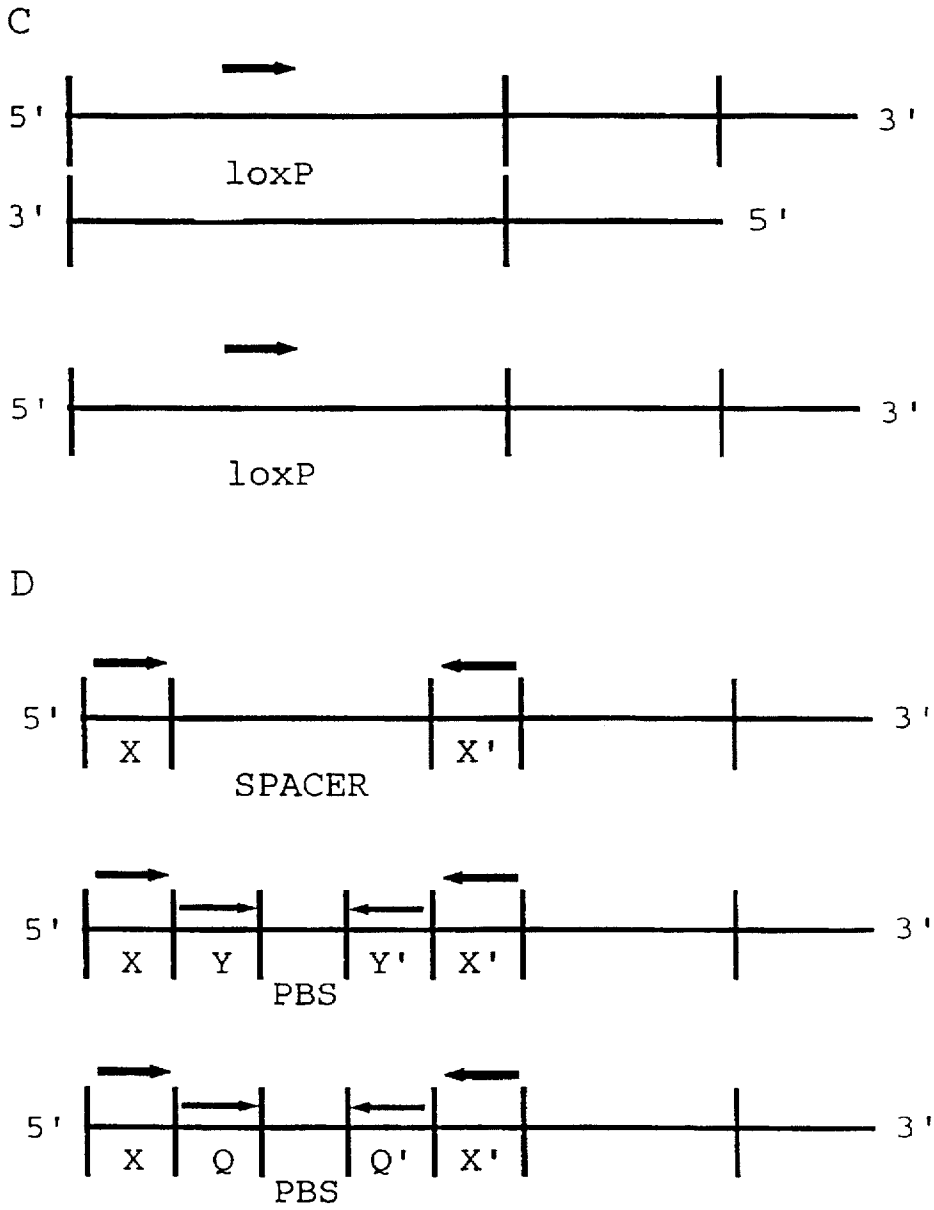 C
5' 3'
loxP
3' 5'
5' 3'
loxP
D
5' 3'
X X'
SPACER
5' 3'
X Y Y' X'
PBS
5' 3'
X Q Q' X'
PBS